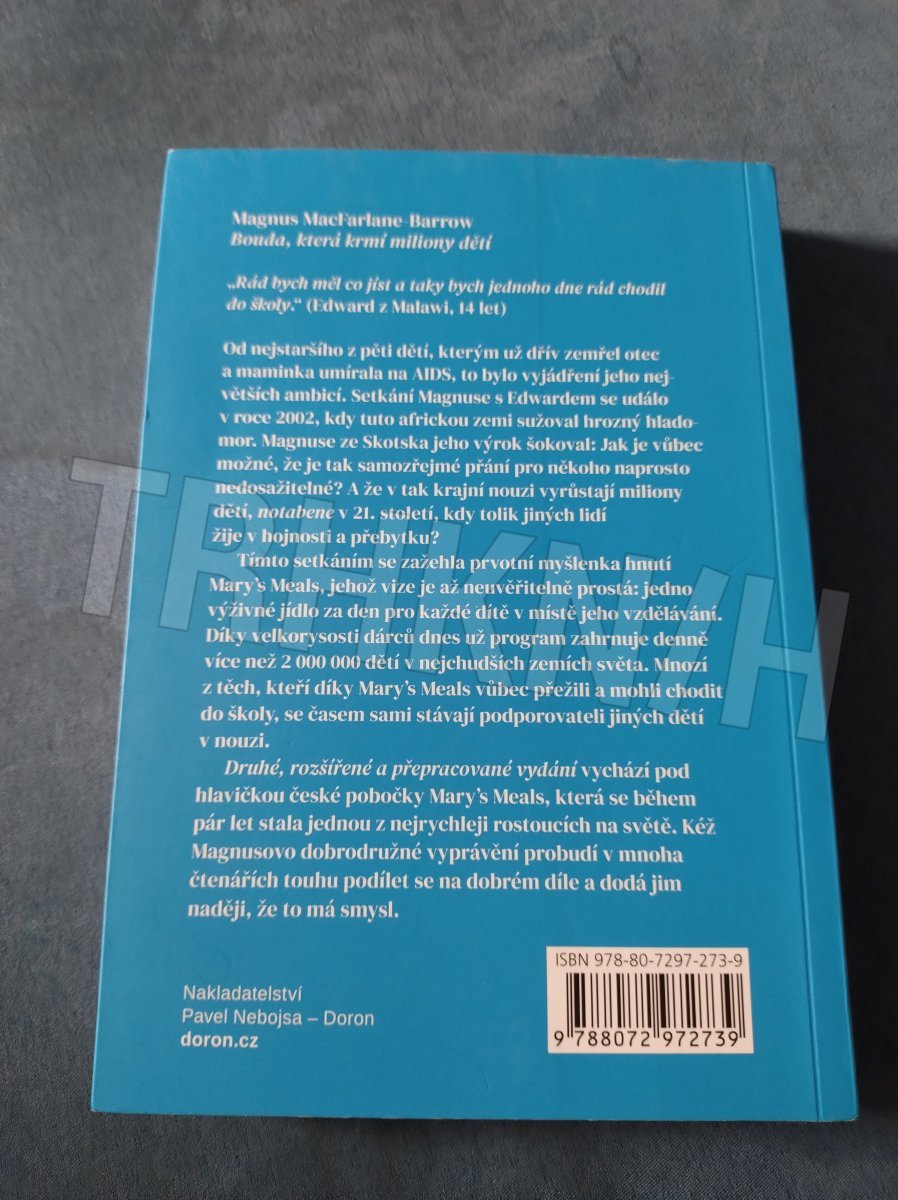 Magnus MacFarlane-Barrow
Bouda, která krmí miliony dětí
„Rád bych měl co jíst a taky bych jednoho dne rád chodil
do školy.“ (Edward z Malawi, 14 let)
Od nejstaršího z pěti dětí, kterým už dřív zemřel otec
a maminka umírala na AIDS, to bylo vyjádření jeho nej-
větších ambicí. Setkání Magnuse s Edwardem se událo
v roce 2002, kdy tuto africkou zemi sužoval hrozný hlado-
mor. Magnuse ze Skotska jeho výrok šokoval: Jak je vůbec
možné, že je tak samozřejmé přání pro někoho naprosto
nedosažitelné? A že v tak krajní nouzi vyrůstají miliony
dětí, notabene v 21. století, kdy tolik jiných lidí
žije v hojnosti a přebytku?
Tímto setkáním se zažehla prvotní myšlenka hnutí
Mary’s Meals, jehož vize je až neuvěřitelně prostá: jedno
výživné jídlo za den pro každé dítě v místě jeho vzdělávání.
Díky velkorysosti dárců dnes už program zahrnuje denně
více než 2 000 000 dětí v nejchudších zemích světa. Mnozí
z těch, kteří díky Mary’s Meals vůbec přežili a mohli chodit
do školy, se časem sami stávají podporovateli jiných dětí
v nouzi.
Druhé, rozšířené a přepracované vydání vychází pod
hlavičkou české pobočky Mary’s Meals, která se během
pár let stala jednou z nejrychleji rostoucích na světě. Kéž
Magnusovo dobrodružné vyprávění probudí v mnoha
čtenářích touhu podílet se na dobrém díle a dodá jim
naději, že to má smysl.
ISBN 978-80-7297-273-9
9 788072 972739
Nakladatelství
Pavel Nebojsa – Doron
doron.cz
TRHKNIH